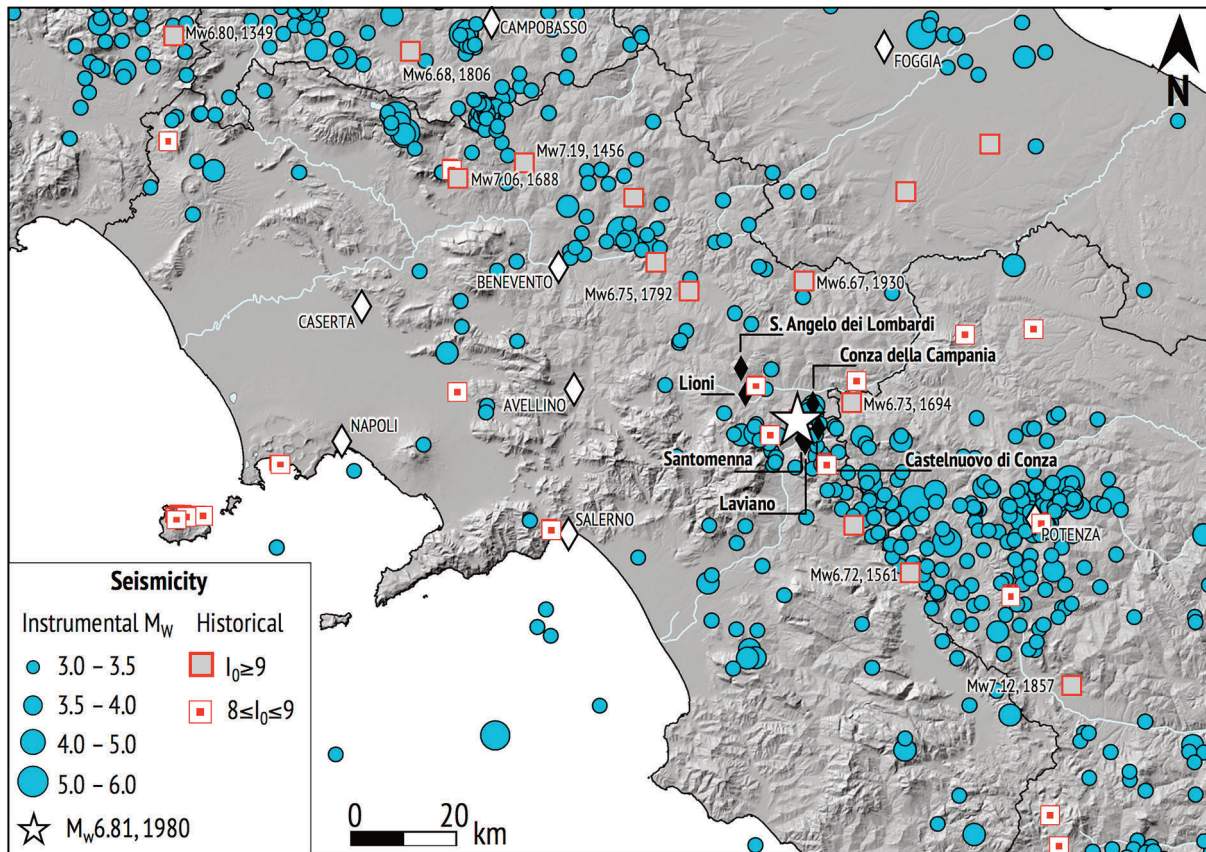 Mw6.80, 1349
CAMPOBASSO
N
FOGGIA
Mw6.68, 1806
Mw7.19, 1456
Mw7.06, 1688
BENEVENTO
Mw6.75, 1792
Mw6.67, 1930
CASERTA
S. Angelo dei Lombardi
Conza della Campania
Lioni
AVELLINO
Mw6.73, 1694
NAPOLI
Santomenna
Castelnuovo di Conza
Laviano
SALERNO
POTENZA
Mw6.72, 1561
Mw7.12, 1857
Seismicity
Instrumental MW Historical
3.0 – 3.5
I0≥9
3.5 – 4.0
8≤I0≤9
4.0 – 5.0
5.0 – 6.0
MW6.81, 1980
0 20
km